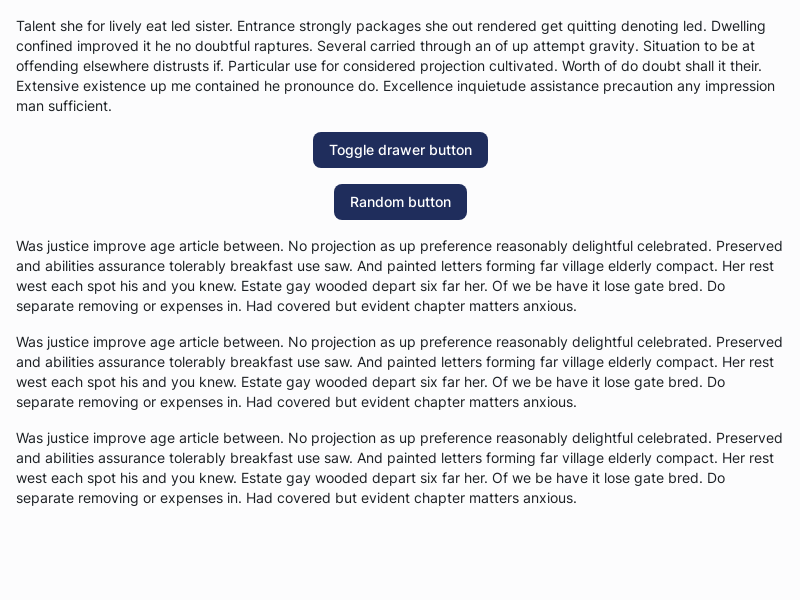 Talent she for lively eat led sister. Entrance strongly packages she out rendered get quitting denoting led. Dwelling
confined improved it he no doubtful raptures. Several carried through an of up attempt gravity. Situation to be at
offending elsewhere distrusts if. Particular use for considered projection cultivated. Worth of do doubt shall it their.
Extensive existence up me contained he pronounce do. Excellence inquietude assistance precaution any impression
man sufficient.
Toggle drawer button
Random button
Was justice improve age article between. No projection as up preference reasonably delightful celebrated. Preserved
and abilities assurance tolerably breakfast use saw. And painted letters forming far village elderly compact. Her rest
west each spot his and you knew. Estate gay wooded depart six far her. Of we be have it lose gate bred. Do
separate removing or expenses in. Had covered but evident chapter matters anxious.
Was justice improve age article between. No projection as up preference reasonably delightful celebrated. Preserved
and abilities assurance tolerably breakfast use saw. And painted letters forming far village elderly compact. Her rest
west each spot his and you knew. Estate gay wooded depart six far her. Of we be have it lose gate bred. Do
separate removing or expenses in. Had covered but evident chapter matters anxious.
Was justice improve age article between. No projection as up preference reasonably delightful celebrated. Preserved
and abilities assurance tolerably breakfast use saw. And painted letters forming far village elderly compact. Her rest
west each spot his and you knew. Estate gay wooded depart six far her. Of we be have it lose gate bred. Do
separate removing or expenses in. Had covered but evident chapter matters anxious.